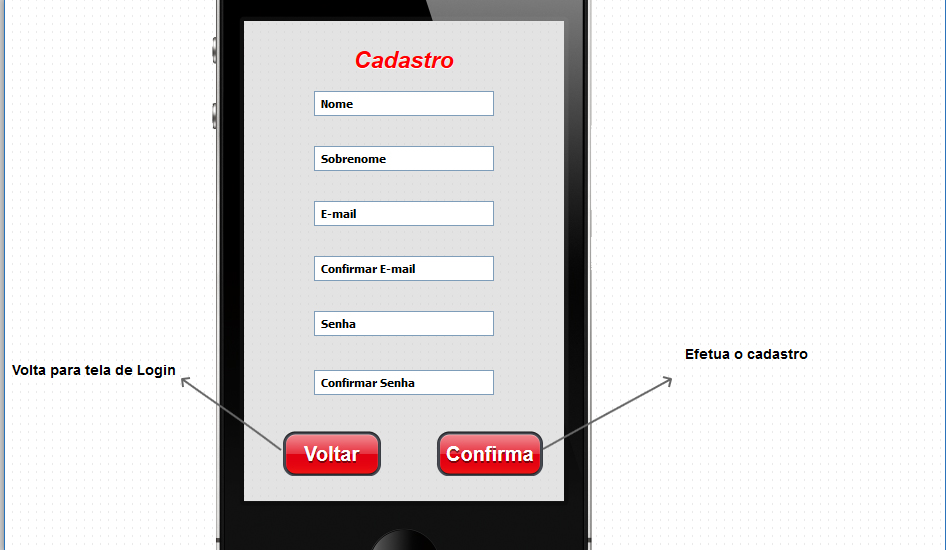 Cadastro
Nome
Sobrenome
E-mail
Confirmar E-mail
Senha
Efetua o cadastro
Volta para tela de Login
Confirmar Senha
Voltar
Confirma